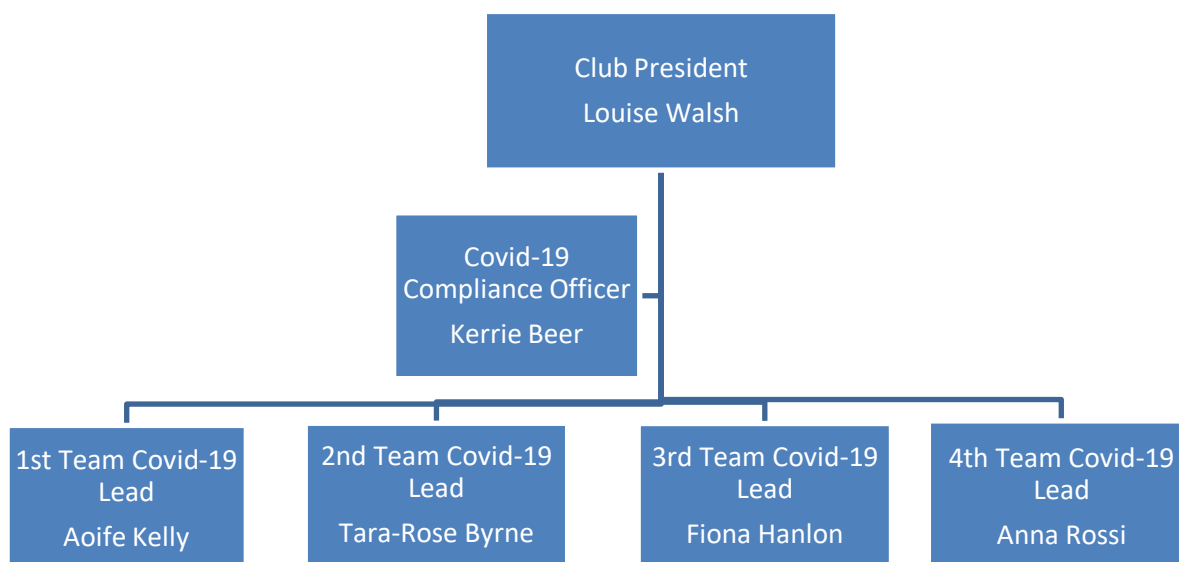 Club President
Louise Walsh
Covid-19
Compliance Officer
Kerrie Beer
1st Team Covid-19
Lead
Aoife Kelly
2nd Team Covid-19
Lead
Tara-Rose Byrne
3rd Team Covid-19
Lead
Fiona Hanlon
4th Team Covid-19
Lead
Anna Rossi